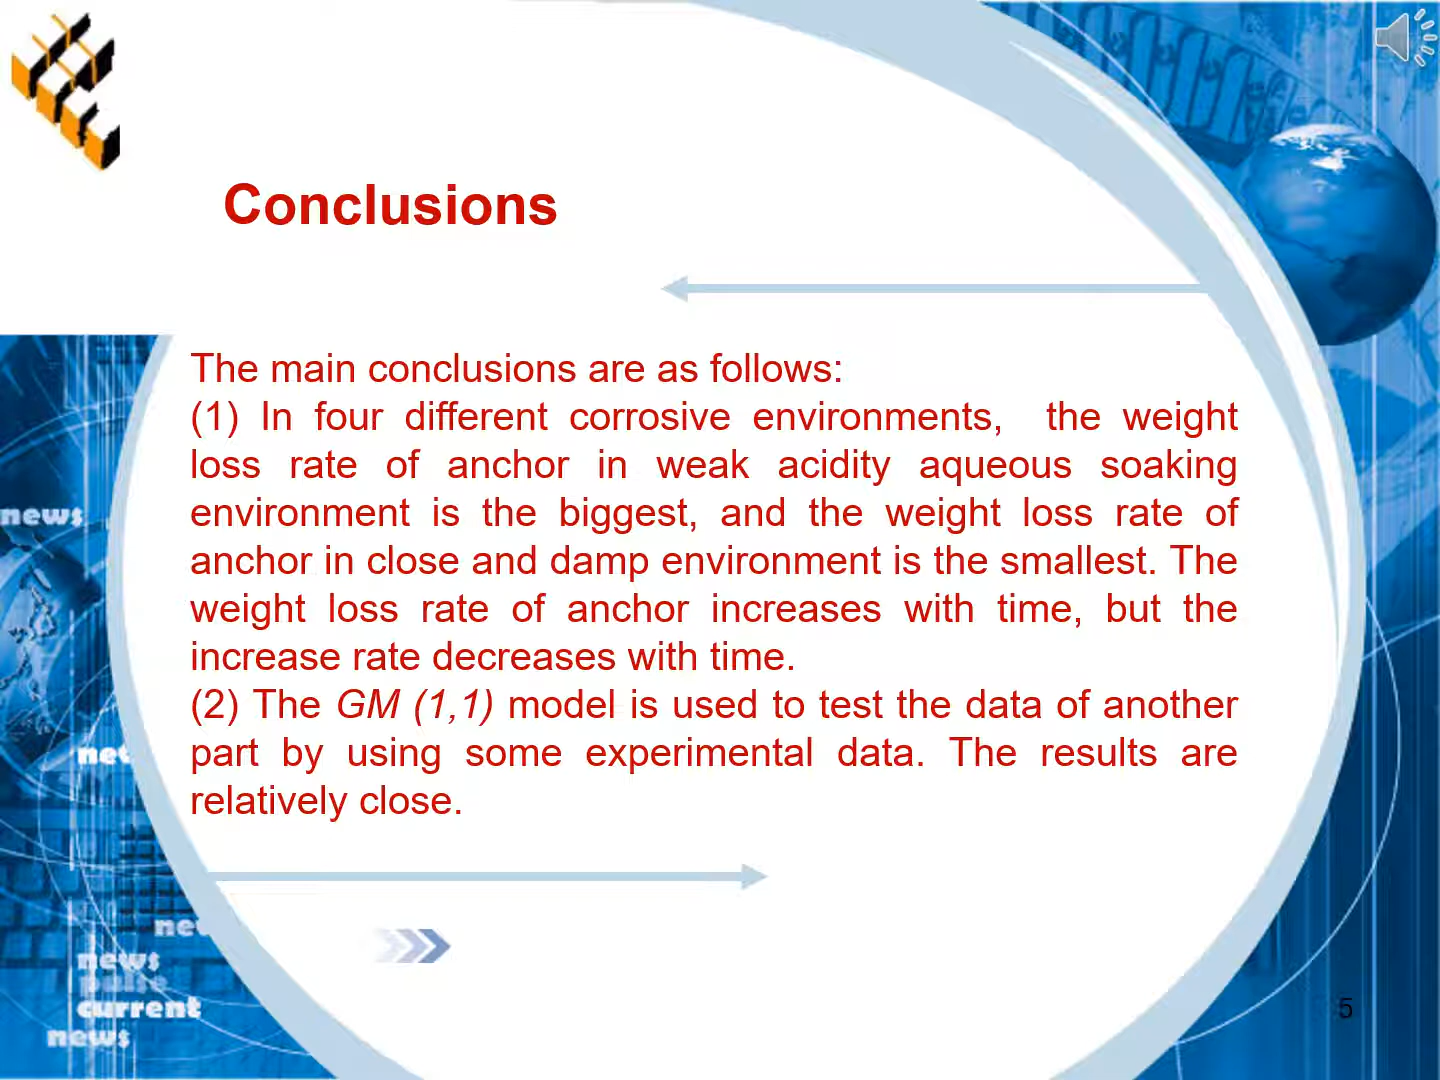 Conclusions
The main conclusions are as follows:
(1) In four different corrosive environments, the weight
loss rate of anchor in weak acidity aqueous soaking
environment is the biggest, and the weight loss rate of
anchor in close and damp environment is the smallest. The
weight loss rate of anchor increases with time, but the
increase rate decreases with time.
(2) The GM (1,1) model is used to test the data of another
part by using some experimental data. The results are
relatively close.
news
net
news
pulse
current
news
5